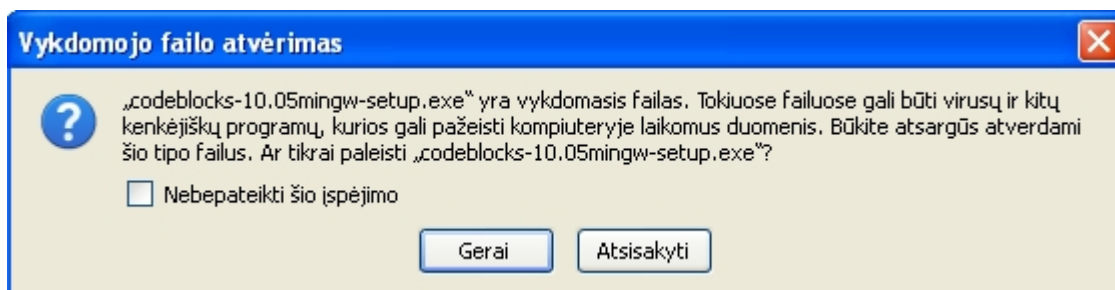 Vykdomojo failo atvėrimas
„codeblocks-10.05mingw-setup.exe“ yra vykdomasis failas. Tokiuose failuose gali būti virusų ir kitų
kenkėjiškų programų, kurios gali pažeisti kompiuteryje laikomus duomenis. Būkite atsargūs atverdami
šio tipo failus. Ar tikrai paleisti „codeblocks-10.05mingw-setup.exe“?
Nebepateikti šio įspėjimo
Gerai Atsisakyti